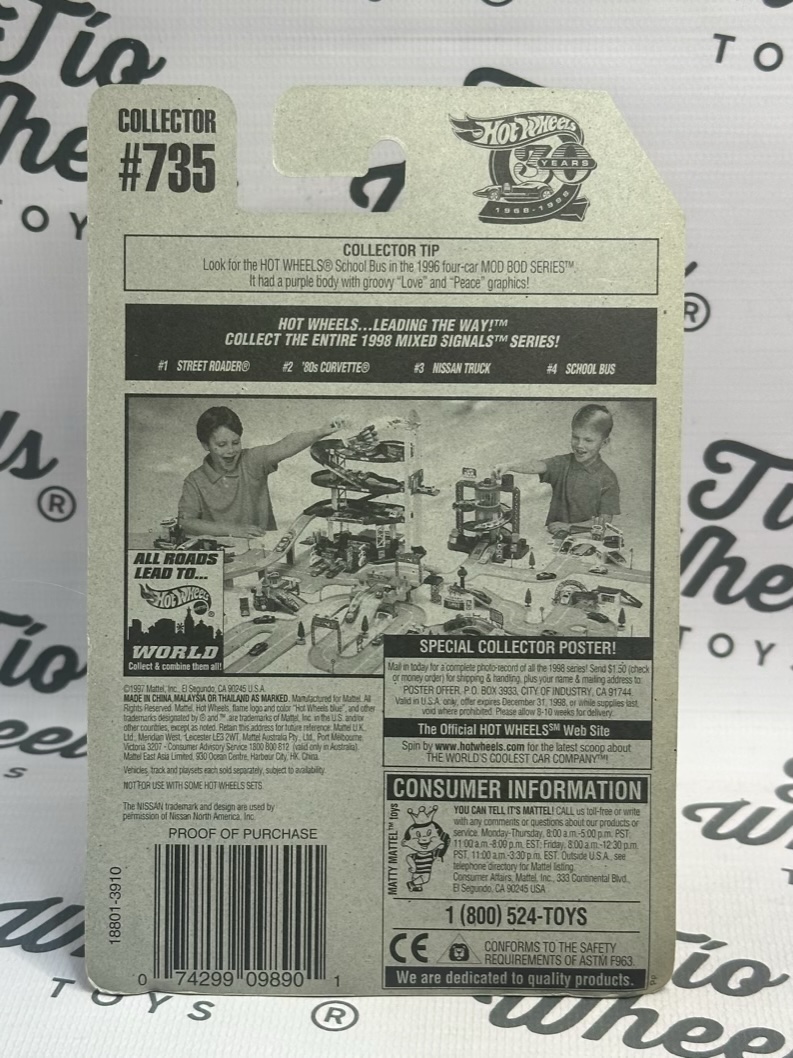 Tío
Whe
TOY
TO
COLLECTOR
#735
HOT WHEELS
30 YEARS
1968-1998
COLLECTOR TIP
Look for the HOT WHEELS® School Bus in the 1996 four-car MOD BOD SERIES™.
It had a purple body with groovy "Love" and "Peace" graphics!
HOT WHEELS...LEADING THE WAY!™
COLLECT THE ENTIRE 1998 MIXED SIGNALS™ SERIES!
#1 STREET ROADER® #2 '80s CORVETTE® #3 NISSAN TRUCK #4 SCHOOL BUS
ALL ROADS
LEAD TO...
Hot Wheels®
WORLD
Collect & combine them all!
SPECIAL COLLECTOR POSTER!
Mail in today for a complete photo-record of all the 1998 series! Send $1.50 (check
or money order) for shipping & handling, plus your name & mailing address to:
POSTER OFFER, P.O. BOX 3933, CITY OF INDUSTRY, CA 91744.
Valid in U.S.A. only, offer expires December 31, 1998, or while supplies last,
void where prohibited. Please allow 8-10 weeks for delivery.
The Official HOT WHEELS℠ Web Site
Spin by www.hotwheels.com for the latest scoop about
THE WORLD'S COOLEST CAR COMPANY™!
©1997 Mattel, Inc., El Segundo, CA 90245 U.S.A.
MADE IN CHINA, MALAYSIA OR THAILAND AS MARKED. Manufactured for Mattel. All
Rights Reserved. Mattel, Hot Wheels, flame logo and color "Hot Wheels blue", and other
trademarks designated by ® and ™ are trademarks of Mattel, Inc. in the U.S. and/or
other countries, except as noted. Retain this address for future reference: Mattel U.K.
Ltd., Meridian West, Leicester LE3 2WT. Mattel Australia Pty., Ltd., Port Melbourne,
Victoria 3207 - Consumer Advisory Service 1800 800 812 (valid only in Australia).
Mattel East Asia Limited, 930 Ocean Centre, Harbour City, HK, China.
Vehicles, track and playsets each sold separately, subject to availability.
NOT FOR USE WITH SOME HOT WHEELS SETS.
The NISSAN trademark and design are used by
permission of Nissan North America, Inc.
PROOF OF PURCHASE
18801-3910
0 74299 09890 1
CONSUMER INFORMATION
MATTY MATTEL™ toys
YOU CAN TELL IT'S MATTEL! CALL us toll-free or write
with any comments or questions about our products or
service. Monday-Thursday, 8:00 a.m.-5:00 p.m. PST,
11:00 a.m.-8:00 p.m. EST: Friday, 8:00 a.m.-12:30 p.m.
PST, 11:00 a.m.-3:30 p.m. EST. Outside U.S.A., see
telephone directory for Mattel listing.
Consumer Affairs, Mattel, Inc., 333 Continental Blvd.,
El Segundo, CA 90245 USA
1 (800) 524-TOYS
CE
CONFORMS TO THE SAFETY
REQUIREMENTS OF ASTM F963.
We are dedicated to quality products.
®
®
Tío
Whe
TOY
TOYS
®
Tío
Whee